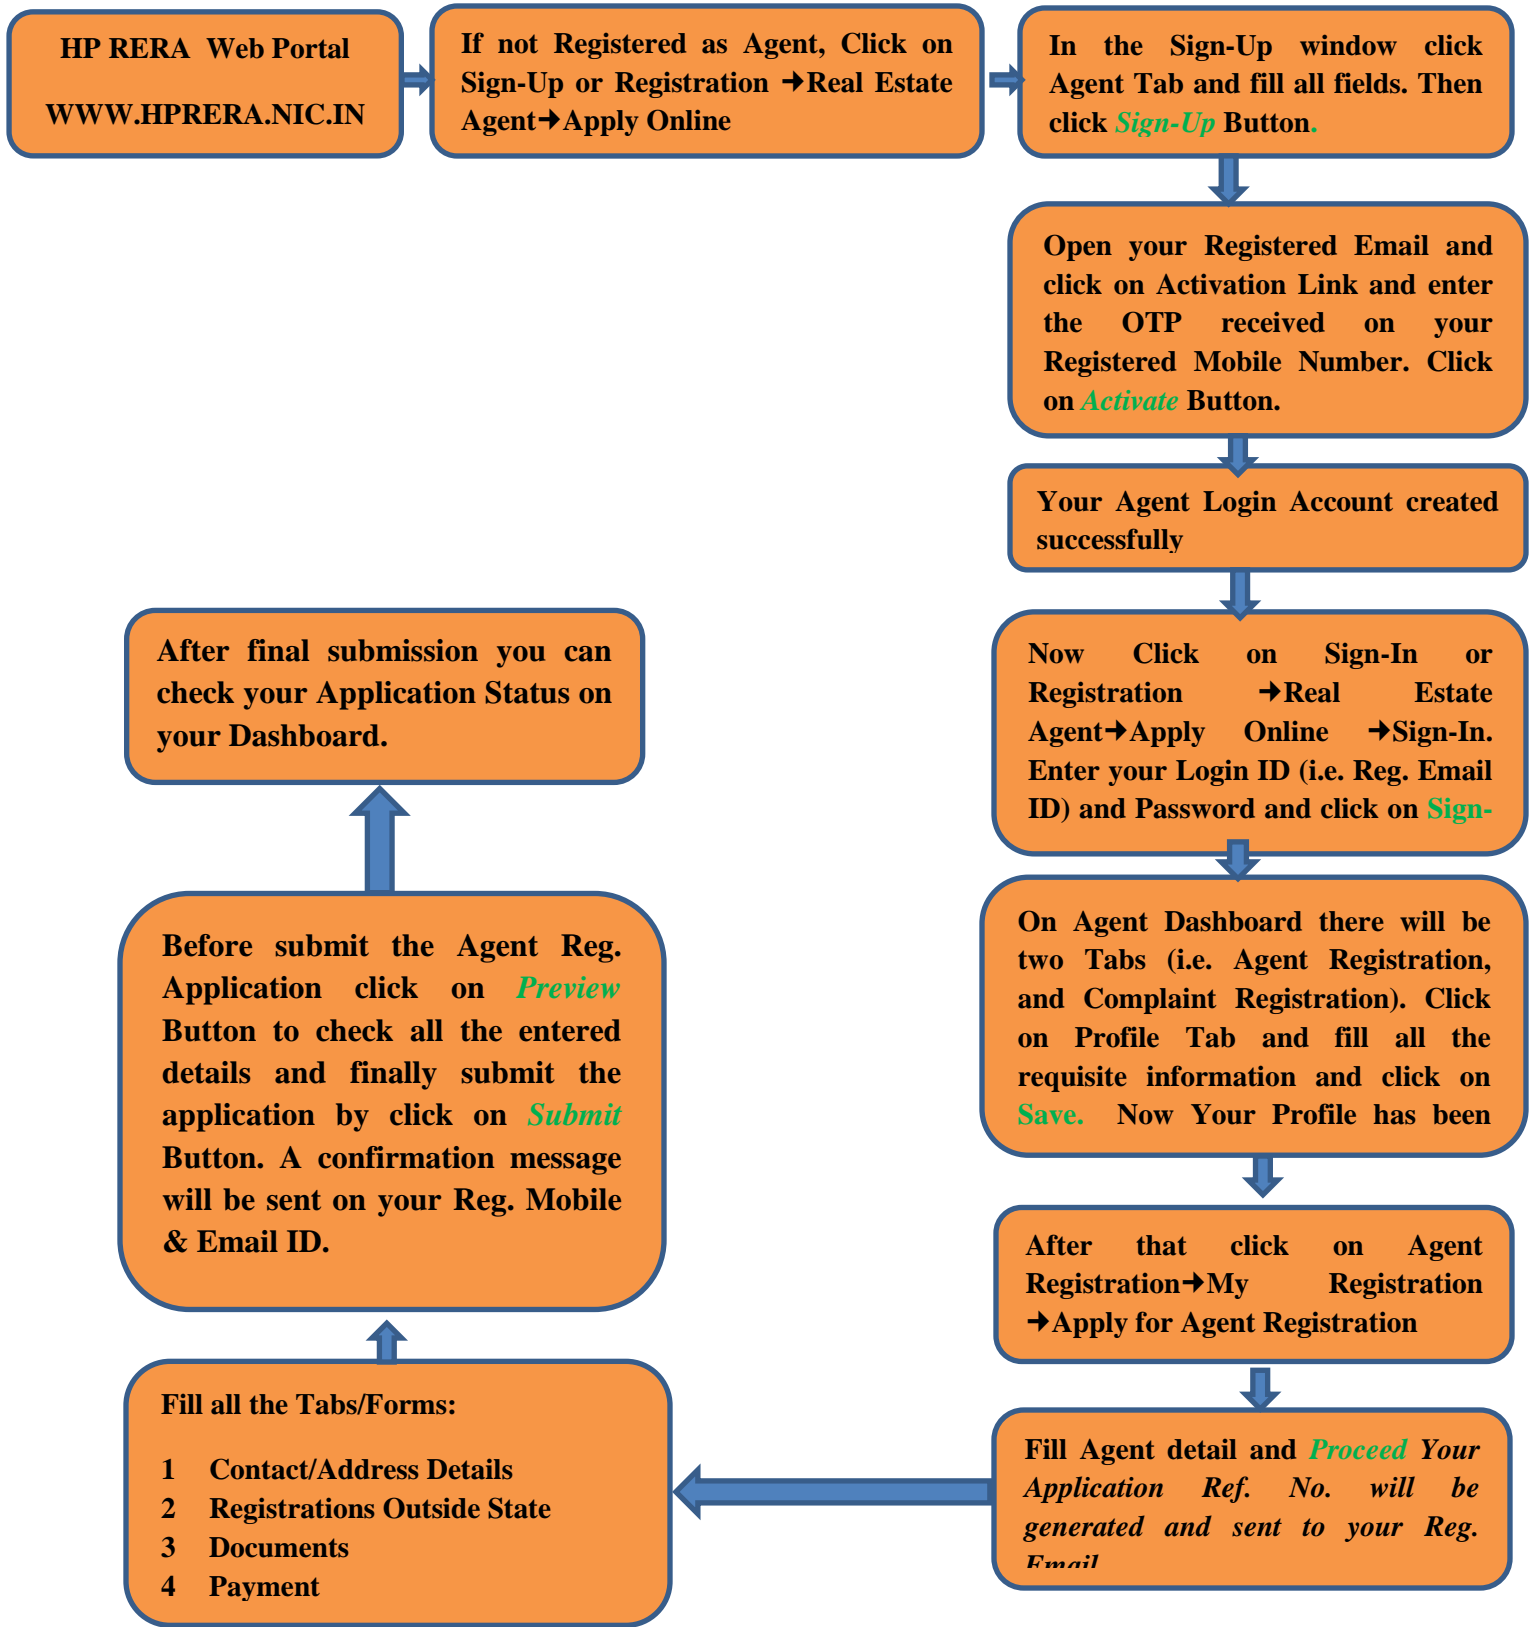 HP RERA Web Portal
WWW.HPRERA.NIC.IN
If not Registered as Agent, Click on
Sign-Up or Registration →Real Estate
Agent→Apply Online
In the Sign-Up window click
Agent Tab and fill all fields. Then
click Sign-Up Button.
Open your Registered Email and
click on Activation Link and enter
the OTP received on your
Registered Mobile Number. Click
on Activate Button.
Your Agent Login Account created
successfully
Now Click on Sign-In or
Registration →Real Estate
Agent→Apply Online →Sign-In.
Enter your Login ID (i.e. Reg. Email
ID) and Password and click on Sign-
On Agent Dashboard there will be
two Tabs (i.e. Agent Registration,
and Complaint Registration). Click
on Profile Tab and fill all the
requisite information and click on
Save. Now Your Profile has been
After that click on Agent
Registration→My Registration
→Apply for Agent Registration
Fill Agent detail and Proceed Your
Application Ref. No. will be
generated and sent to your Reg.
Email
Fill all the Tabs/Forms:
1 Contact/Address Details
2 Registrations Outside State
3 Documents
4 Payment
Before submit the Agent Reg.
Application click on Preview
Button to check all the entered
details and finally submit the
application by click on Submit
Button. A confirmation message
will be sent on your Reg. Mobile
& Email ID.
After final submission you can
check your Application Status on
your Dashboard.